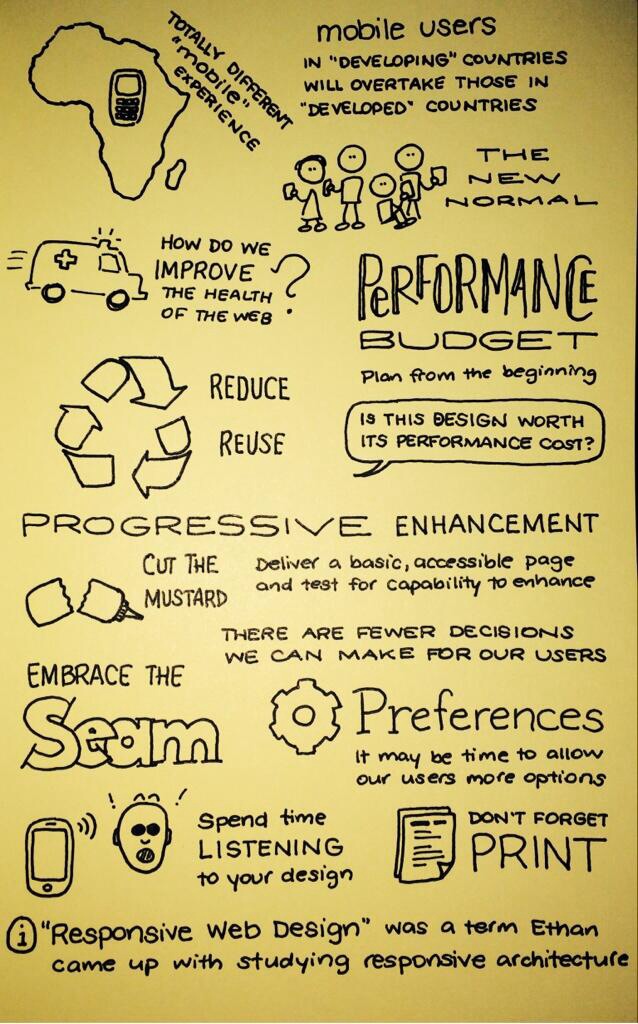 TOTALLY DIFFERENT
"mobile"
EXPERIENCE
mobile users
IN "DEVELOPING" COUNTRIES
WILL OVERTAKE THOSE IN
"DEVELOPED" COUNTRIES
THE
NEW
NORMAL
HOW DO WE
IMPROVE
THE HEALTH
OF THE WEB ?
PERFORMANCE
BUDGET
Plan from the beginning
REDUCE
REUSE
IS THIS DESIGN WORTH
ITS PERFORMANCE COST?
PROGRESSIVE ENHANCEMENT
CUT THE
MUSTARD
Deliver a basic, accessible page
and test for capability to enhance
THERE ARE FEWER DECISIONS
WE CAN MAKE FOR OUR USERS
EMBRACE THE
Seam
Preferences
It may be time to allow
our users more options
Spend time
LISTENING
to your design
DON'T FORGET
PRINT
i "Responsive Web Design" was a term Ethan
came up with studying responsive architecture